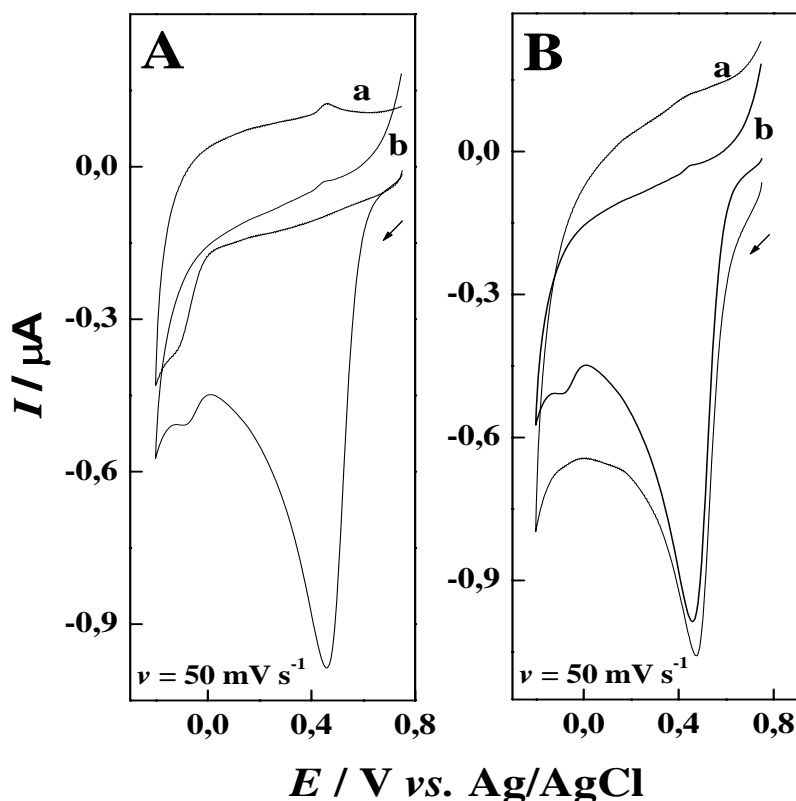 A
a
b
0,0
-0,3
-0,6
-0,9
I / µA
ν = 50 mV s⁻¹
0,0 0,4 0,8
B
a
b
0,0
-0,3
-0,6
-0,9
ν = 50 mV s⁻¹
0,0 0,4 0,8
E / V vs. Ag/AgCl